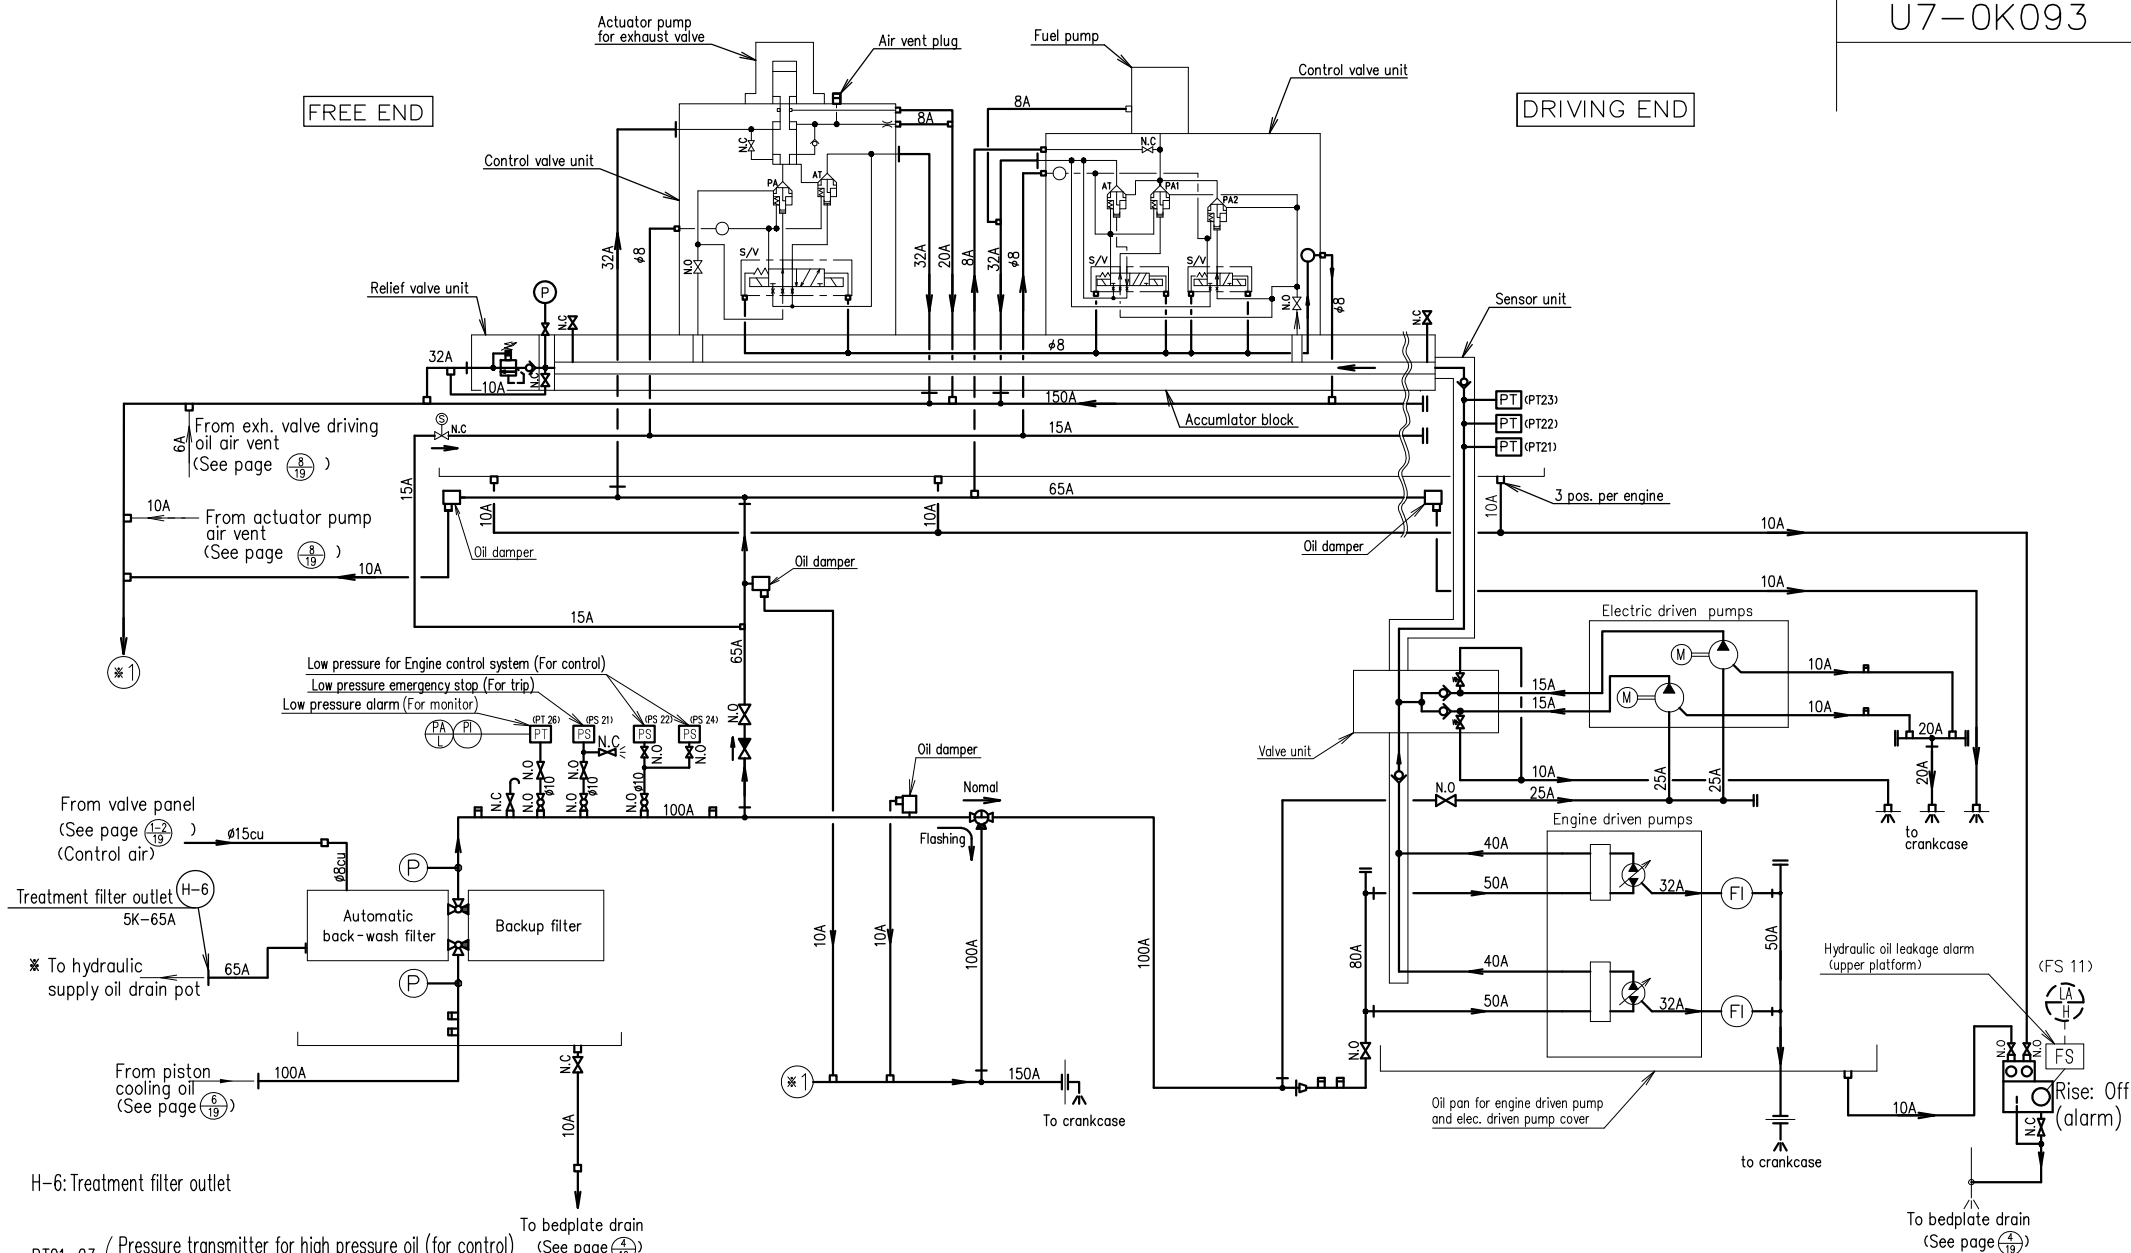 U7-0K093
Actuator pump
for exhaust valve
Air vent plug
Fuel pump
Control valve unit
FREE END
DRIVING END
8A
8A
N.C
N.C
Control valve unit
PA
AT
AT
PA1
PA2
32A
φ8
N.O
S/V
32A
20A
8A
32A
φ8
S/V
S/V
N.O
φ8
Relief valve unit
P
N.C
N.C
Sensor unit
φ8
32A
10A
N.C
150A
Accumlator block
PT (PT23)
PT (PT22)
PT (PT21)
From exh. valve driving
oil air vent
(See page 8/19 )
6A
S
N.C
15A
15A
65A
10A
10A
10A
3 pos. per engine
10A
From actuator pump
air vent
(See page 8/19 )
Oil damper
Oil damper
10A
10A
Oil damper
10A
15A
65A
Electric driven pumps
M
M
10A
10A
15A
15A
※1
Low pressure for Engine control system (For control)
Low pressure emergency stop (For trip)
Low pressure alarm (For monitor)
PA
L
PI
(PT 26)
PT
(PS 21)
PS
(PS 22)
PS
(PS 24)
PS
N.C
N.O
N.O
N.O
N.O
N.O
N.C
N.O
N.O
N.O
ø10
ø10
ø10
100A
Oil damper
Nomal
Flashing
Valve unit
10A
N.O
25A
25A
25A
20A
20A
to
crankcase
From valve panel
(See page 1-2/19 )
(Control air)
ø15cu
ø8cu
P
Treatment filter outlet
H-6
5K-65A
Automatic
back-wash filter
Backup filter
※ To hydraulic
supply oil drain pot
65A
P
10A
10A
100A
100A
Engine driven pumps
40A
50A
32A
FI
80A
50A
40A
50A
32A
FI
N.O
Hydraulic oil leakage alarm
(upper platform)
(FS 11)
LA
H
FS
N.O
N.O
Rise: Off
(alarm)
N.C
10A
From piston
cooling oil
(See page 6/19 )
100A
N.C
10A
※1
150A
To crankcase
Oil pan for engine driven pump
and elec. driven pump cover
to crankcase
H-6: Treatment filter outlet
To bedplate drain
(See page 4
To bedplate drain
(See page 4/19 )
Pressure transmitter for high pressure oil (for control)